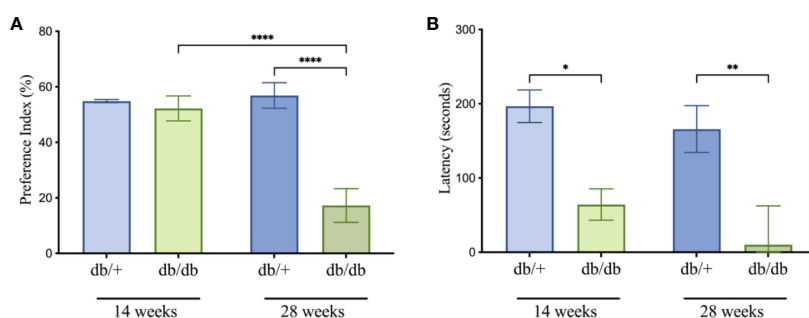 A
Preference Index (%)
80
60
40
20
0
****
****
db/+ db/db db/+ db/db
14 weeks 28 weeks
B
Latency (seconds)
300
200
100
0
*
**
db/+ db/db db/+ db/db
14 weeks 28 weeks